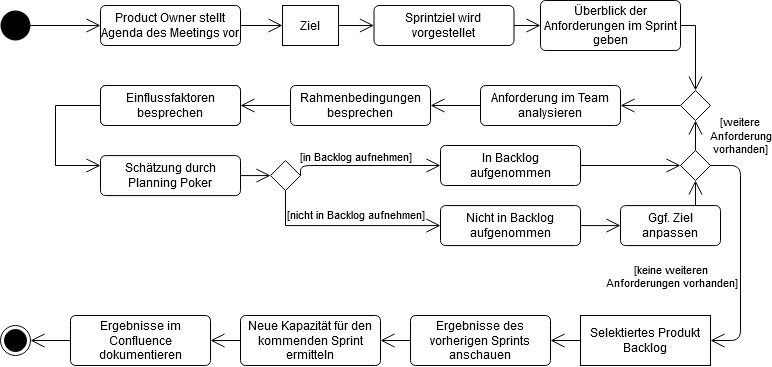 Product Owner stellt
Agenda des Meetings vor
Ziel
Sprintziel wird
vorgestellet
Überblick der
Anforderungen im Sprint
geben
Einflussfaktoren
besprechen
Rahmenbedingungen
besprechen
Anforderung im Team
analysieren
[weitere
Anforderung
vorhanden]
Schätzung durch
Planning Poker
[in Backlog aufnehmen]
In Backlog
aufgenommen
[nicht in Backlog aufnehmen]
Nicht in Backlog
aufgenommen
Ggf. Ziel
anpassen
[keine weiteren
Anforderungen vorhanden]
Ergebnisse im
Confluence
dokumentieren
Neue Kapazität für den
kommenden Sprint
ermitteln
Ergebnisse des
vorherigen Sprints
anschauen
Selektiertes Produkt
Backlog